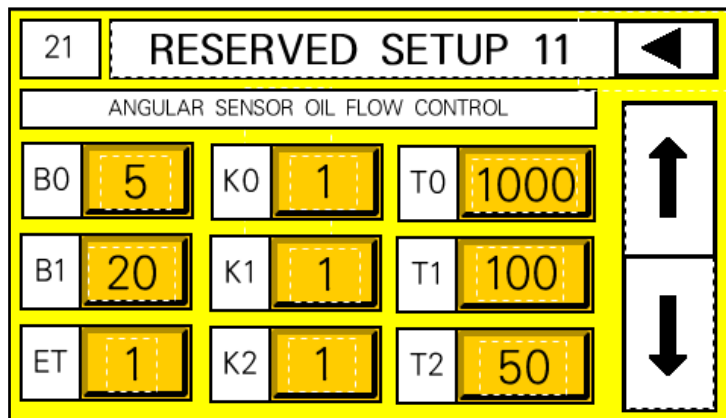 21 RESERVED SETUP 11
ANGULAR SENSOR OIL FLOW CONTROL
B0 5 K0 1 T0 1000
B1 20 K1 1 T1 100
ET 1 K2 1 T2 50